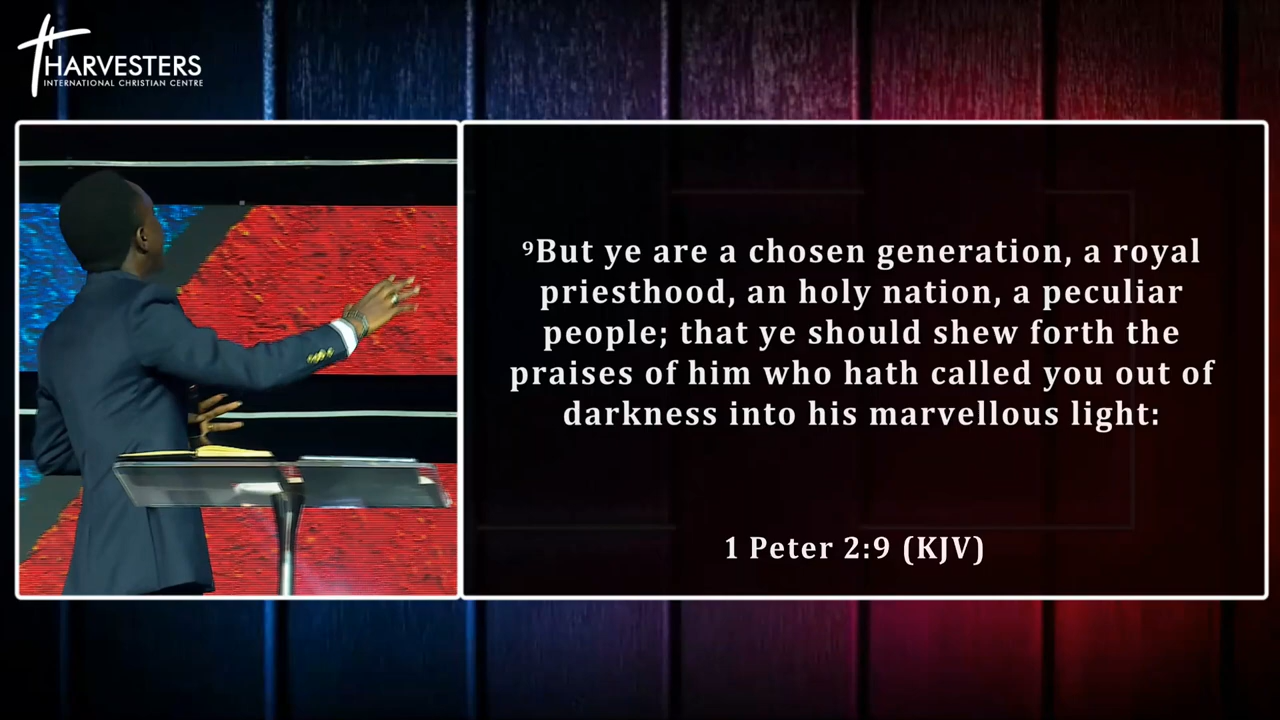 HARVESTERS
INTERNATIONAL CHRISTIAN CENTRE
⁹But ye are a chosen generation, a royal
priesthood, an holy nation, a peculiar
people; that ye should shew forth the
praises of him who hath called you out of
darkness into his marvellous light:
1 Peter 2:9 (KJV)